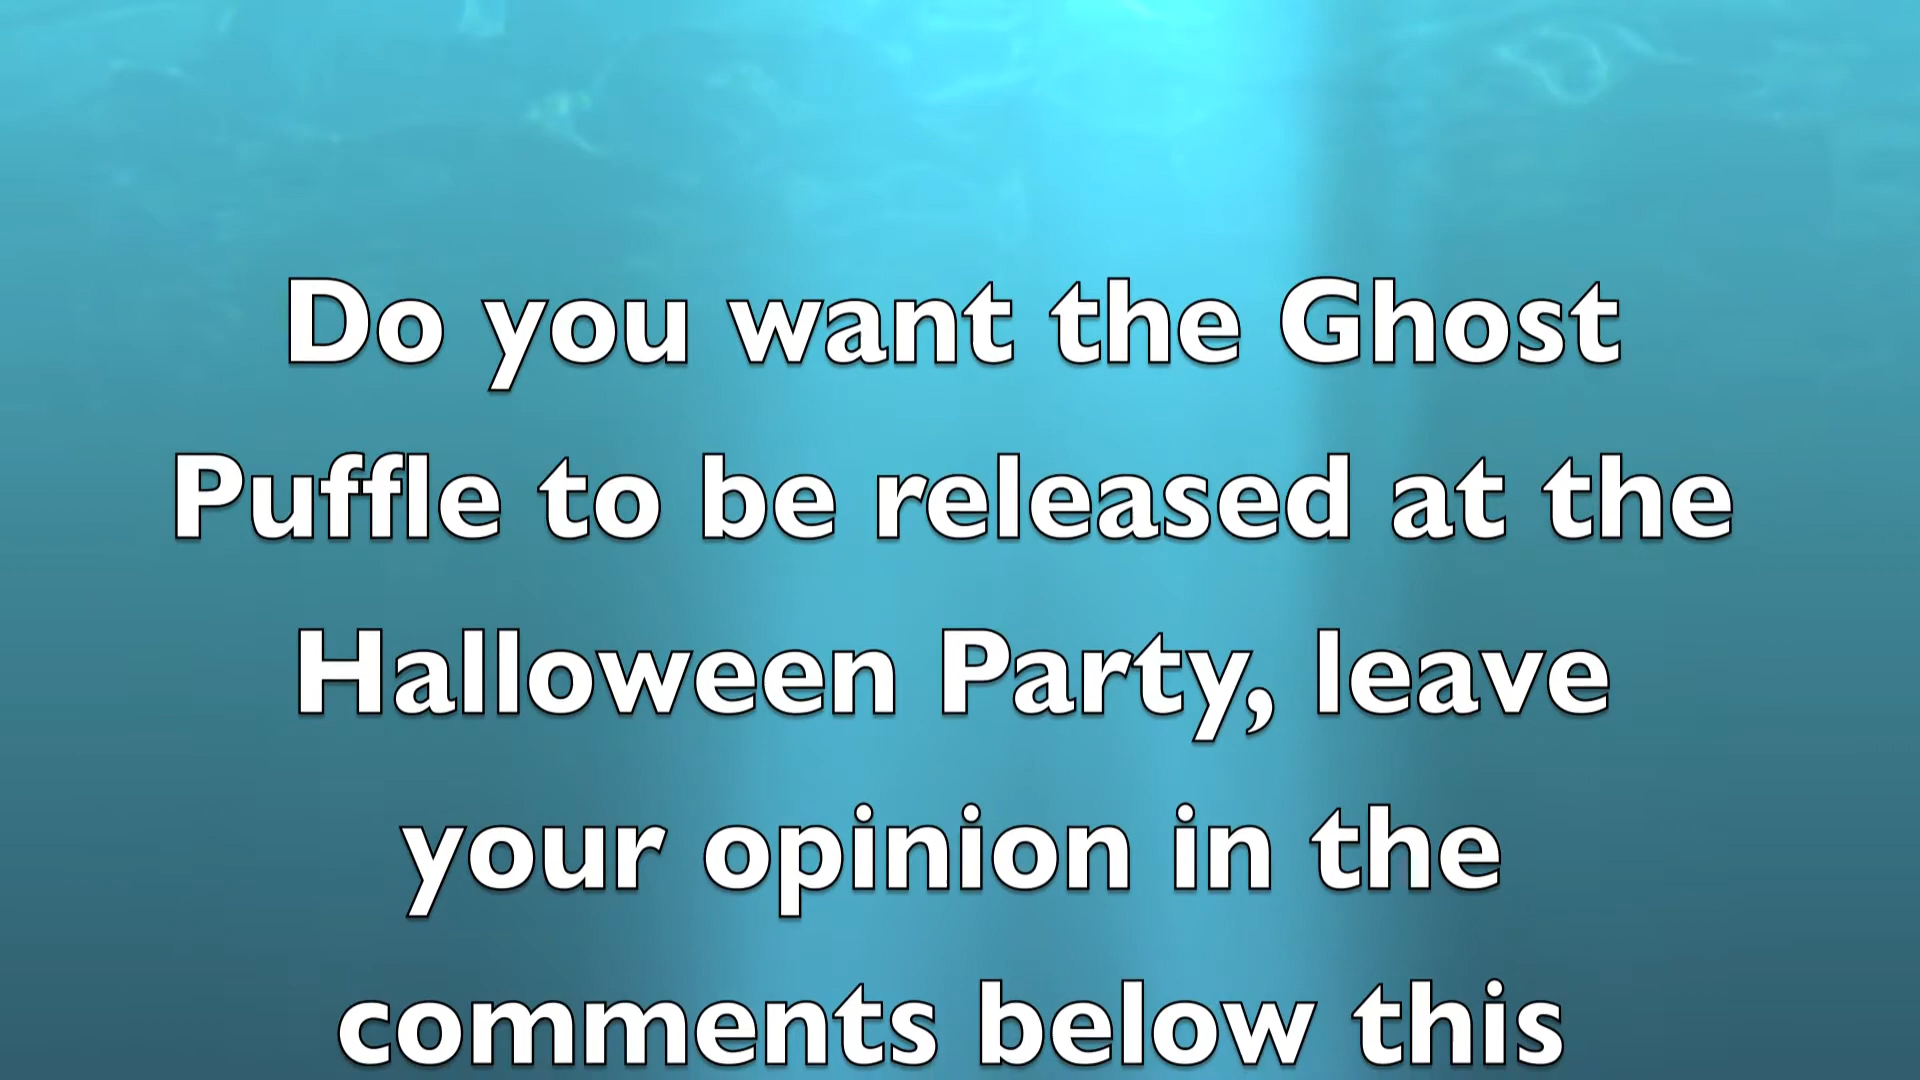 Do you want the Ghost
Puffle to be released at the
Halloween Party, leave
your opinion in the
comments below this